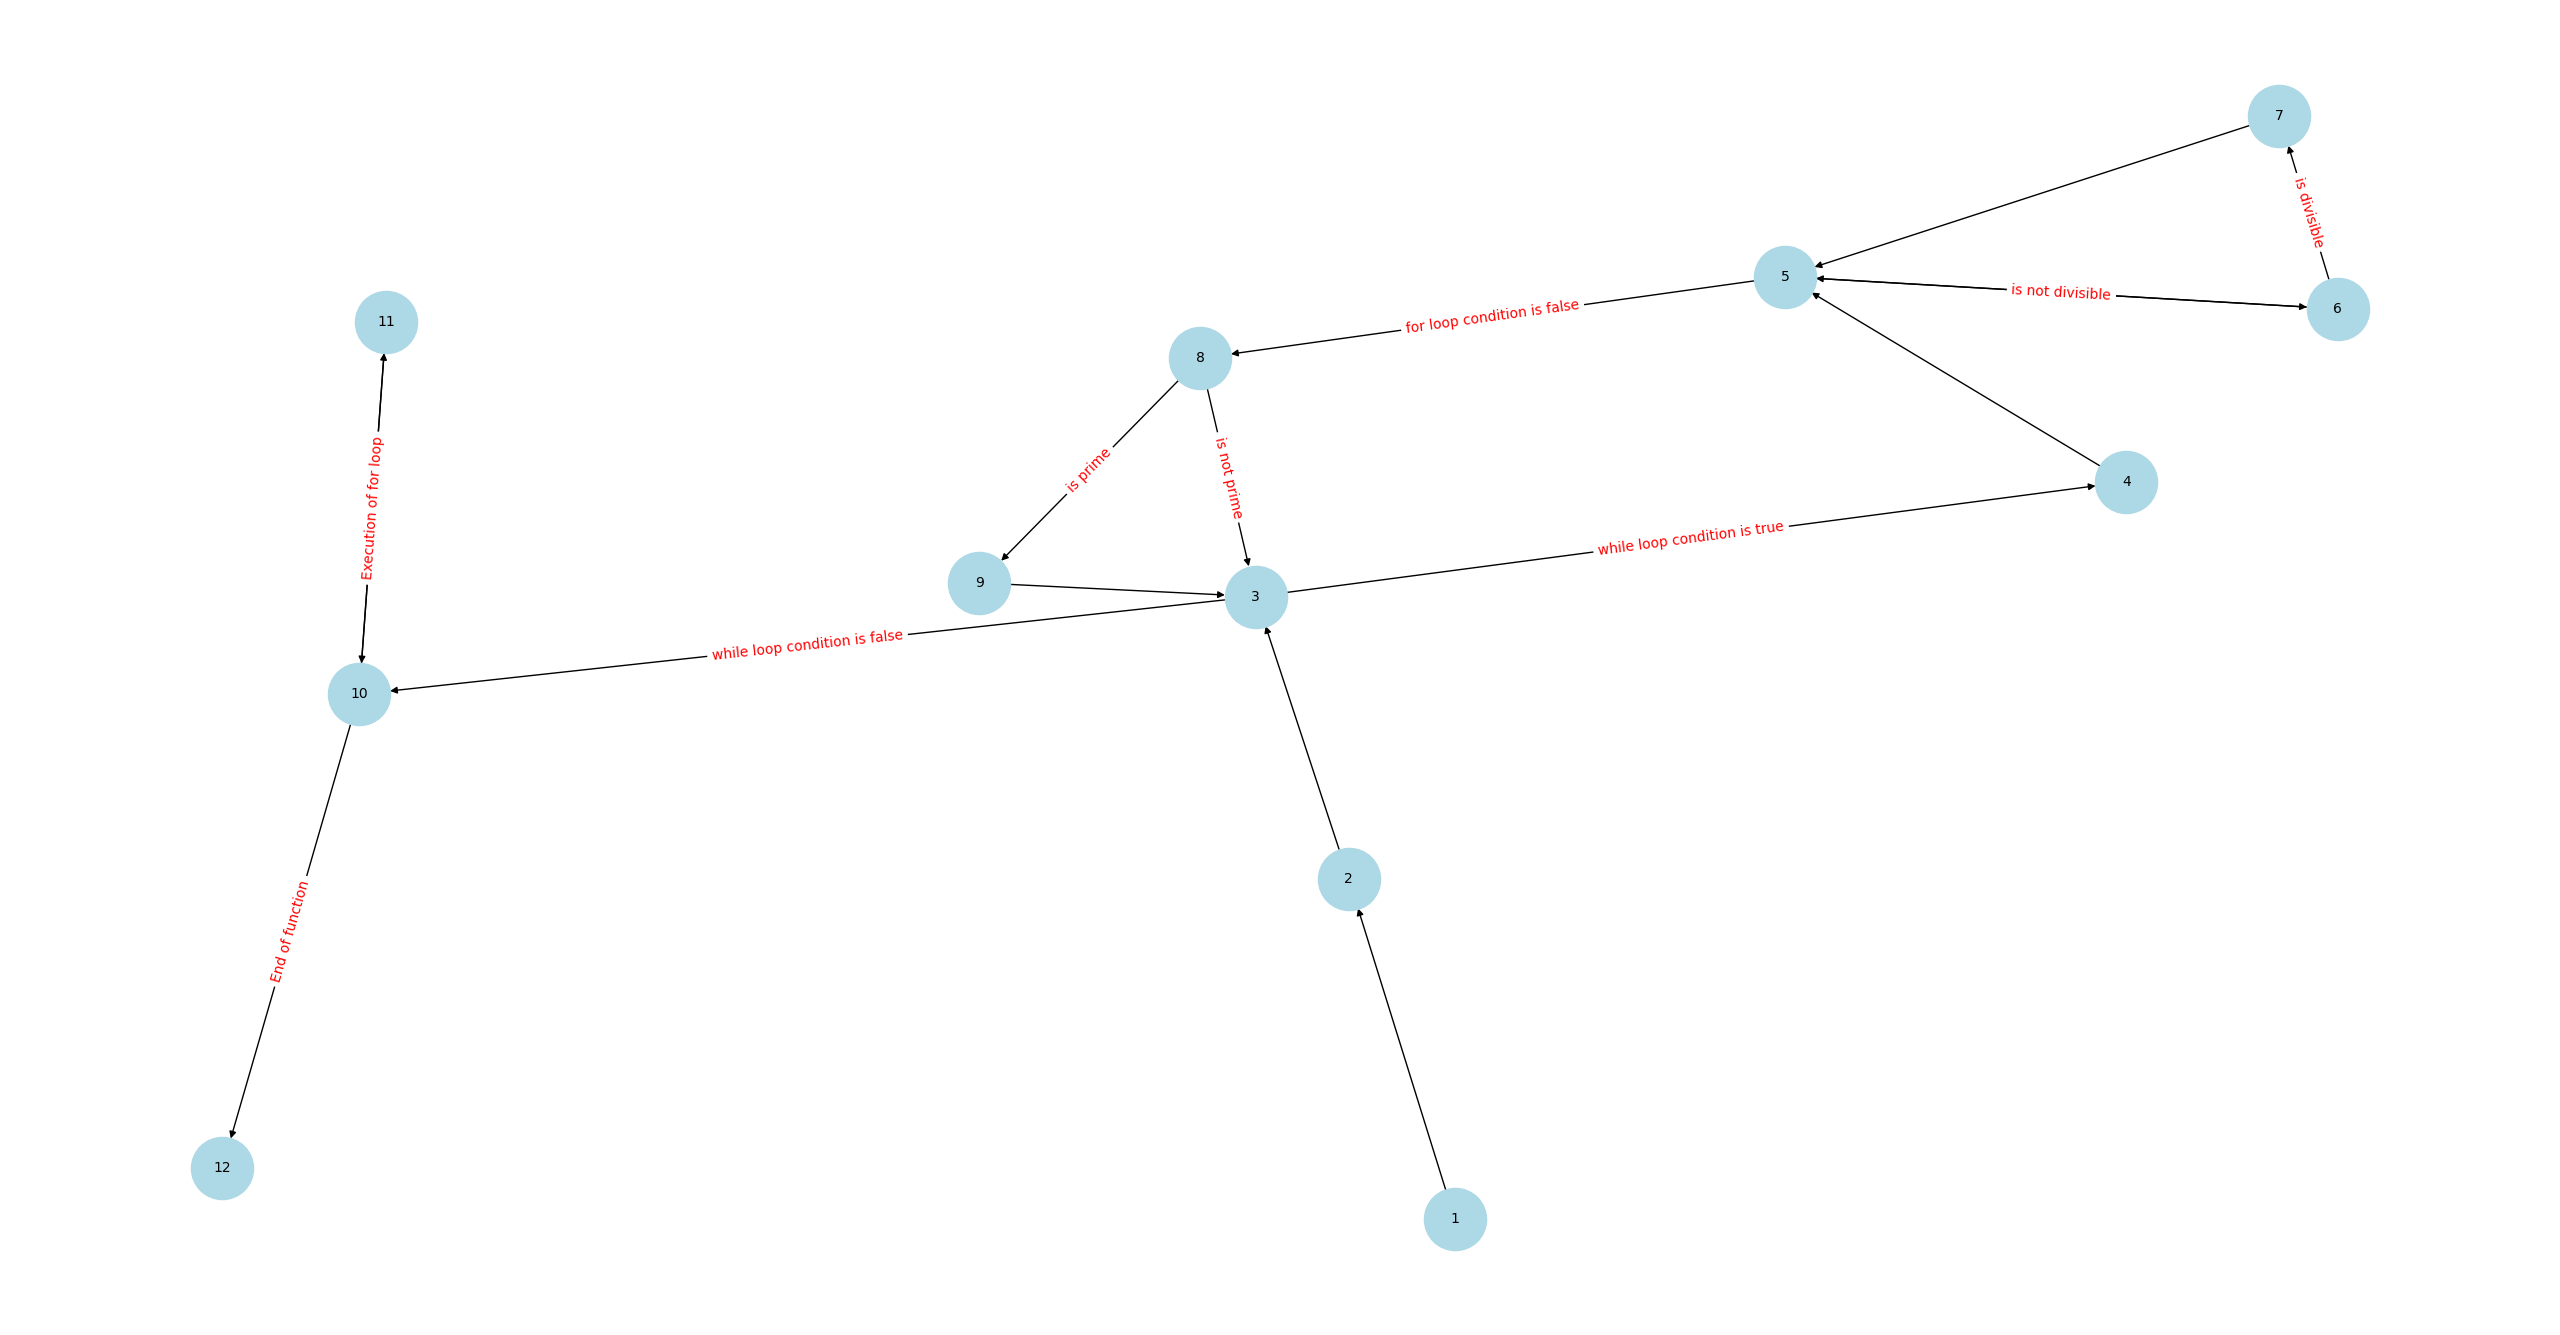 7
is divisible
5
is not divisible
6
for loop condition is false
11
8
Execution of for loop
is prime
is not prime
4
while loop condition is true
9
3
while loop condition is false
10
2
End of function
12
1